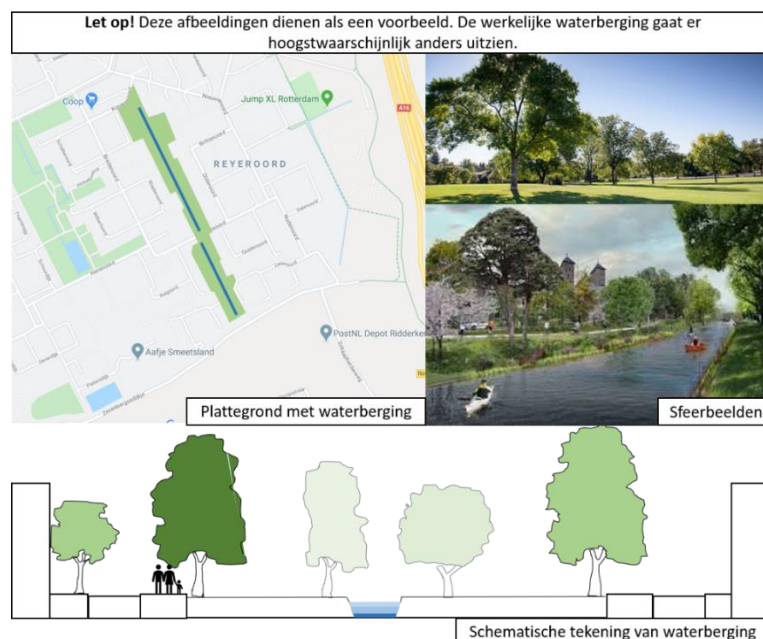 Let op! Deze afbeeldingen dienen als een voorbeeld. De werkelijke waterberging gaat er
hoogstwaarschijnlijk anders uitzien.
Coop
Jump XL Rotterdam
A16
REYEROORD
Aafje Smeetsland
PostNL Depot Ridderke
Plattegrond met waterberging
Sfeerbeelden
Schematische tekening van waterberging